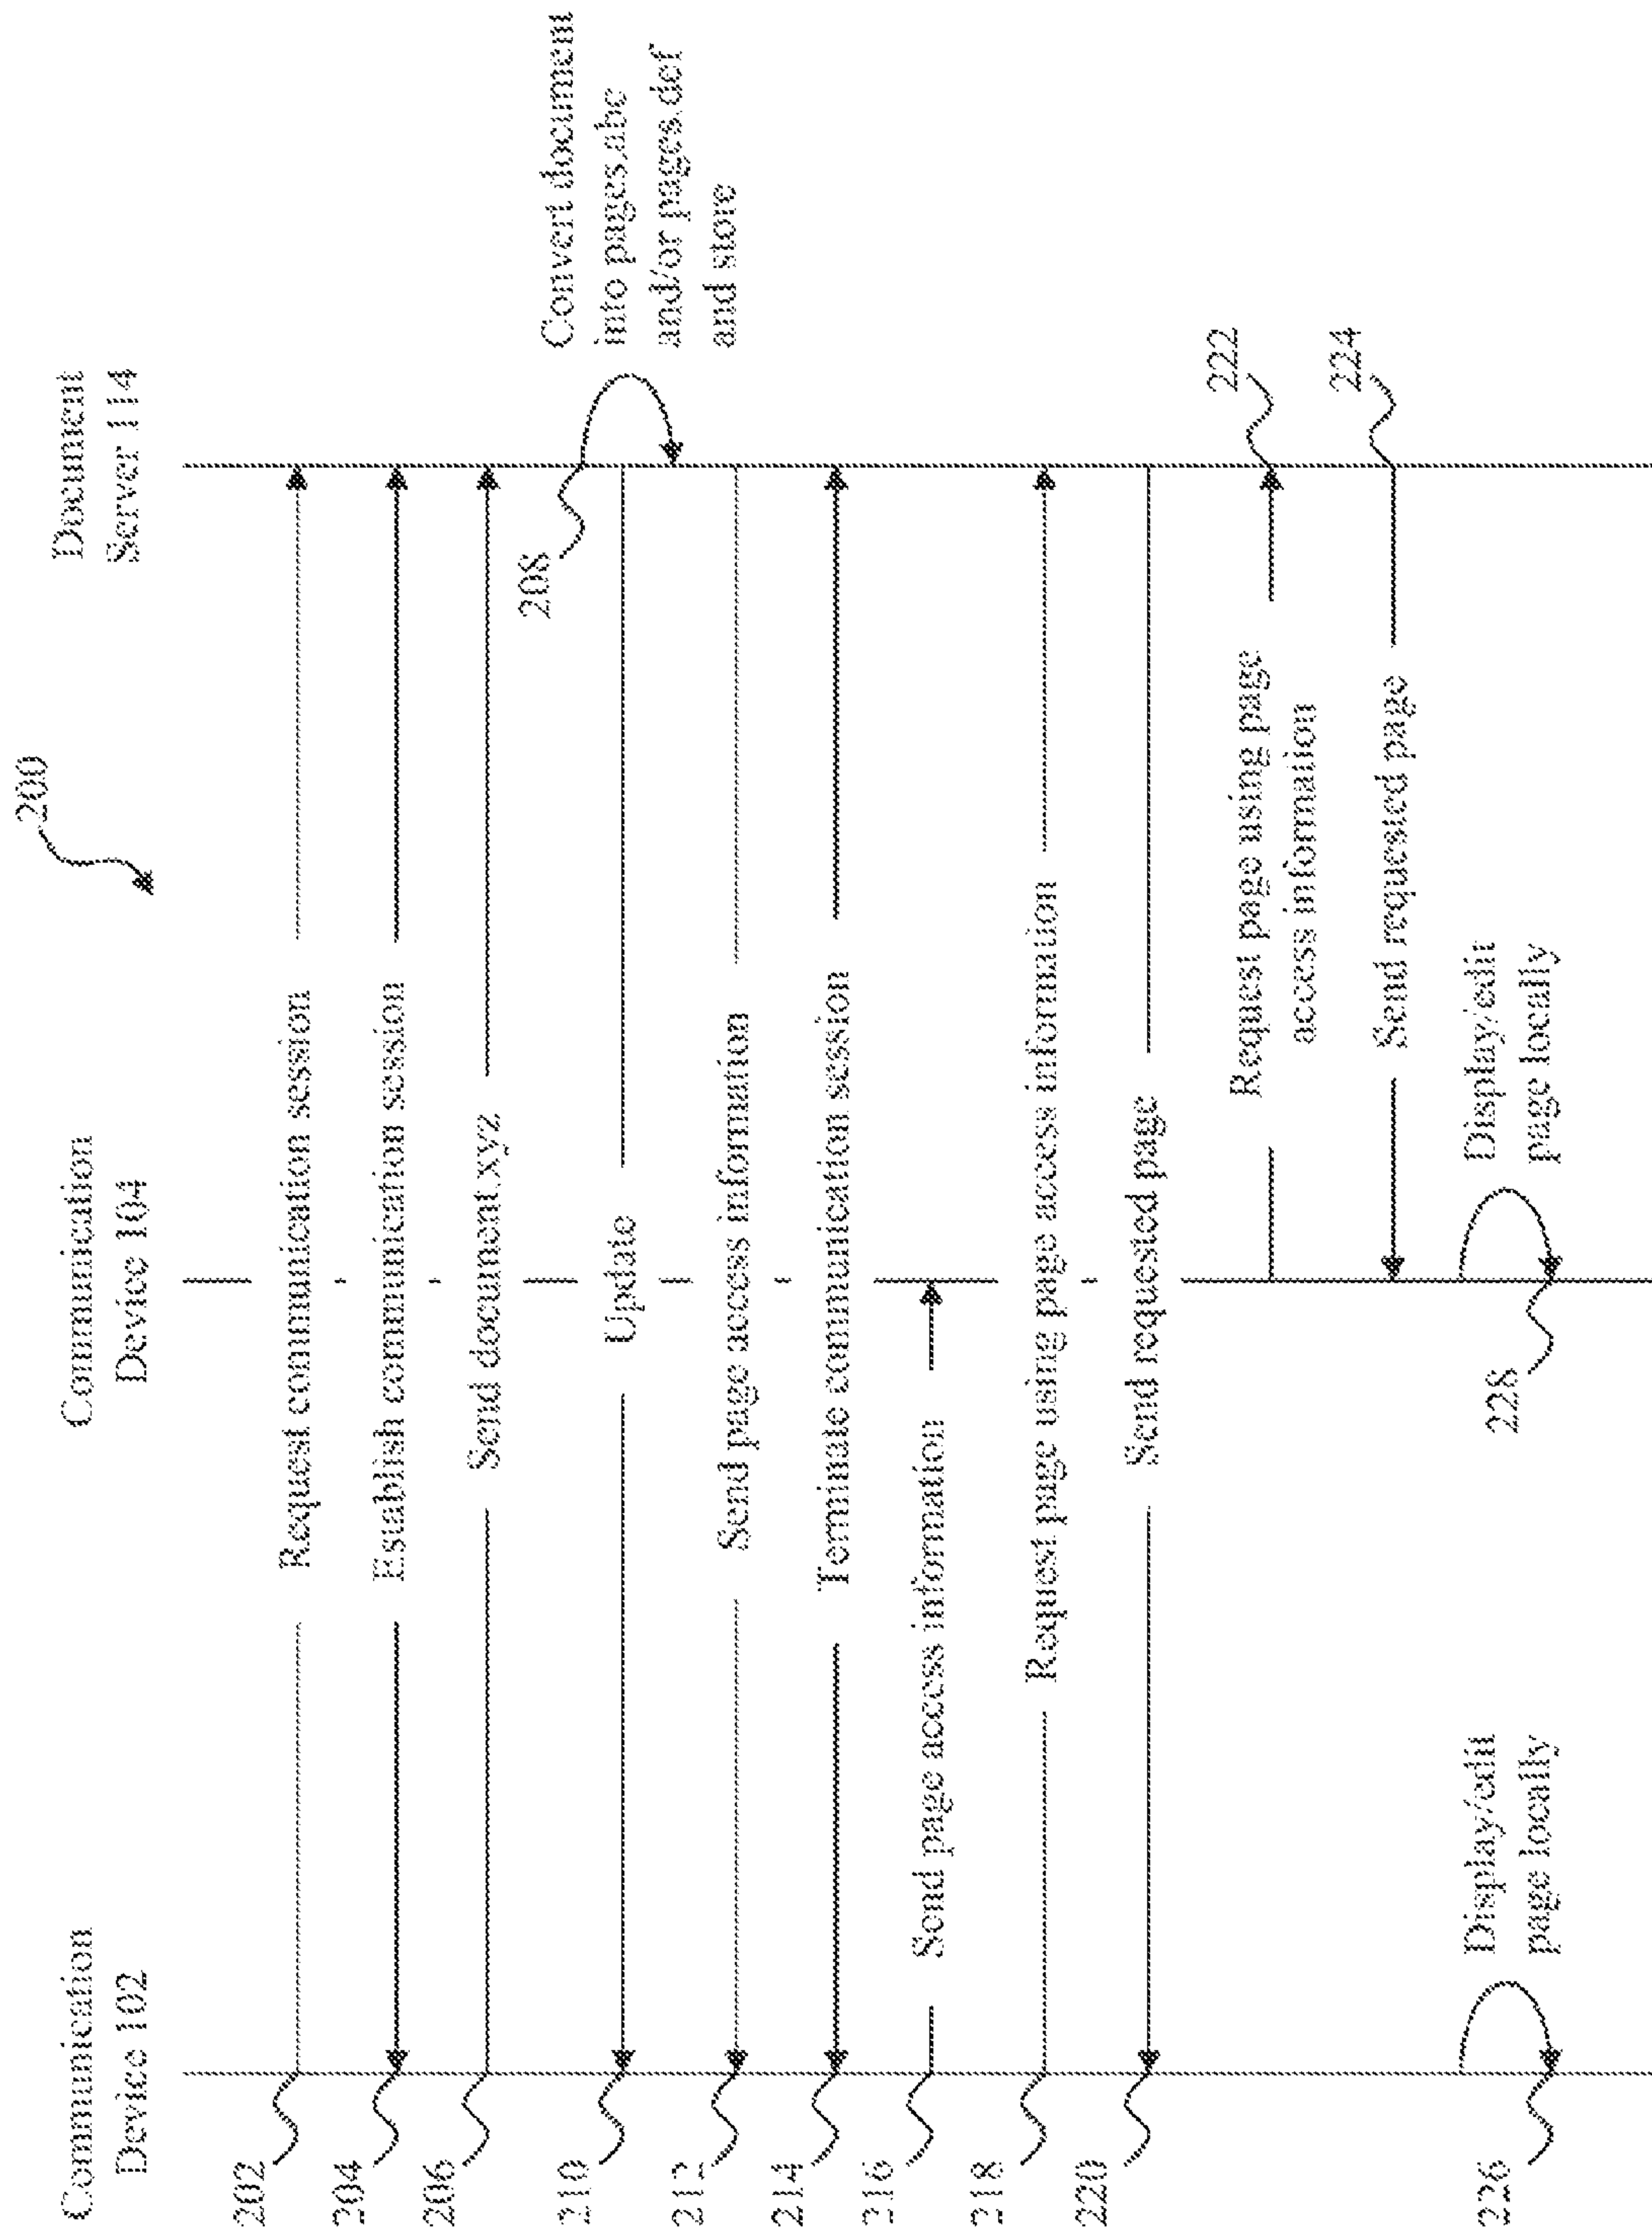 200
Communication
Device 102
Communication
Device 104
Document
Server 114
202
Request communication session
204
Establish communication session
206
Send document.xyz
208
Convert document
into pages.abc
and/or pages.def
and store
210
Update
212
Send page access information
214
Terminate communication session
216
Send page access information
218
Request page using page access information
220
Send requested page
Request page using page
access information
222
Send requested page
224
Display/edit
page locally
226
Display/edit
page locally
228